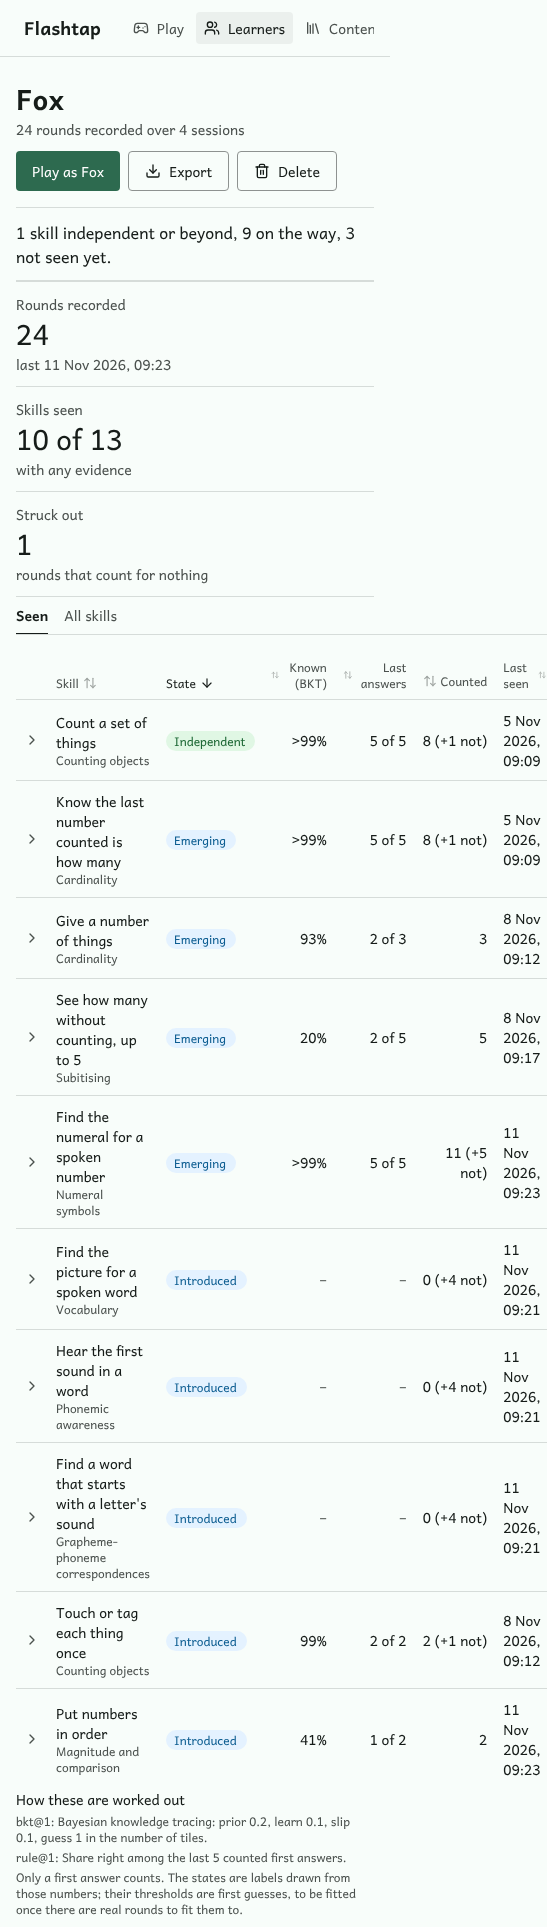 Flashtap Play Learners Conten
Fox
24 rounds recorded over 4 sessions
Play as Fox Export Delete
1 skill independent or beyond, 9 on the way, 3
not seen yet.
Rounds recorded
24
last 11 Nov 2026, 09:23
Skills seen
10 of 13
with any evidence
Struck out
1
rounds that count for nothing
Seen All skills
Skill State Known (BKT) Last answers Counted Last seen
Count a set of
things
Counting objects
Independent >99% 5 of 5 8 (+1 not)
5 Nov
2026,
09:09
Know the last
number
counted is
how many
Cardinality
Emerging >99% 5 of 5 8 (+1 not)
5 Nov
2026,
09:09
Give a number
of things
Cardinality
Emerging 93% 2 of 3 3
8 Nov
2026,
09:12
See how many
without
counting, up
to 5
Subitising
Emerging 20% 2 of 5 5
8 Nov
2026,
09:17
Find the
numeral for a
spoken
number
Numeral
symbols
Emerging >99% 5 of 5 11 (+5
not)
11
Nov
2026,
09:23
Find the
picture for a
spoken word
Vocabulary
Introduced – – 0 (+4 not)
11
Nov
2026,
09:21
Hear the first
sound in a
word
Phonemic
awareness
Introduced – – 0 (+4 not)
11
Nov
2026,
09:21
Find a word
that starts
with a letter's
sound
Grapheme-
phoneme
correspondences
Introduced – – 0 (+4 not)
11
Nov
2026,
09:21
Touch or tag
each thing
once
Counting objects
Introduced 99% 2 of 2 2 (+1 not)
8 Nov
2026,
09:12
Put numbers
in order
Magnitude and
comparison
Introduced 41% 1 of 2 2
11
Nov
2026,
09:23
How these are worked out
bkt@1: Bayesian knowledge tracing: prior 0.2, learn 0.1, slip
0.1, guess 1 in the number of tiles.
rule@1: Share right among the last 5 counted first answers.
Only a first answer counts. The states are labels drawn from
those numbers; their thresholds are first guesses, to be fitted
once there are real rounds to fit them to.